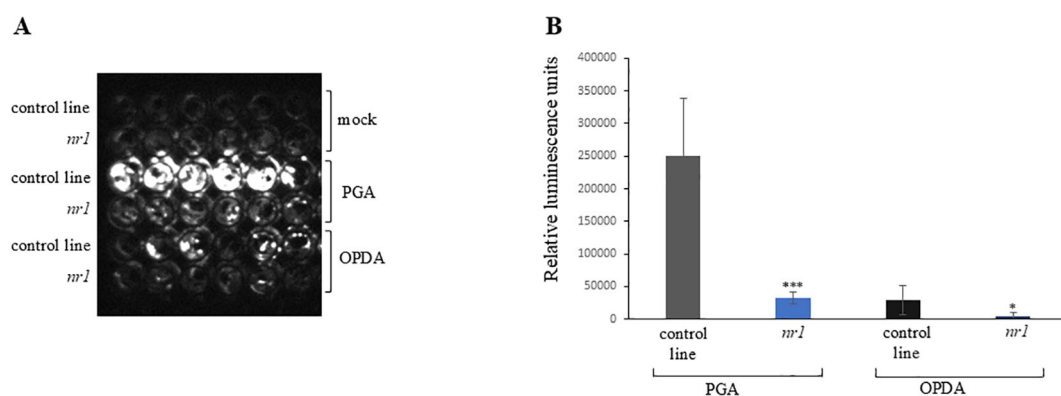 A
control line
nr1
mock
control line
nr1
PGA
control line
nr1
OPDA
B
Relative luminescence units
400000
350000
300000
250000
200000
150000
100000
50000
0
***
*
control
line
nr1
control
line
nr1
PGA
OPDA